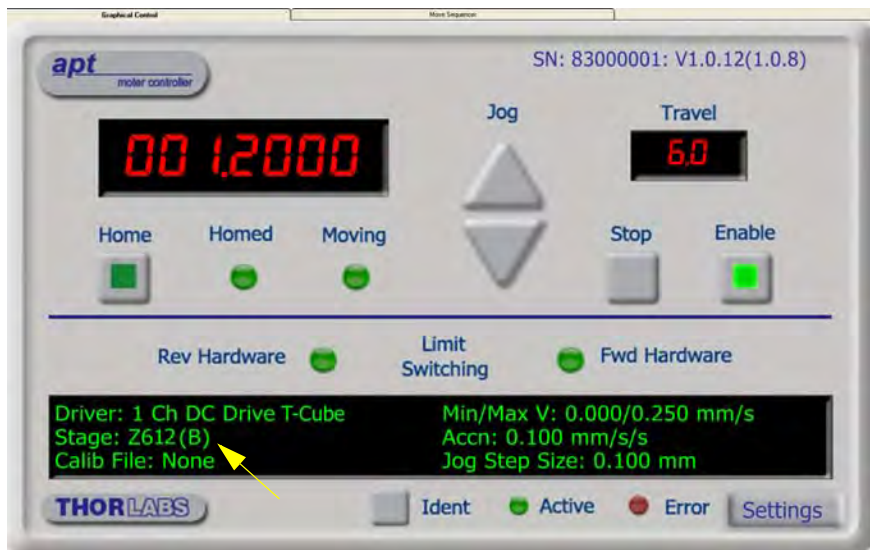 Graphical Control
Move Sequencer
apt
moter controller
SN: 83000001: V1.0.12(1.0.8)
Jog
Travel
001.2000
6.0
Home
Homed
Moving
Stop
Enable
Rev Hardware
Limit
Switching
Fwd Hardware
Driver: 1 Ch DC Drive T-Cube
Stage: Z612(B)
Calib File: None
Min/Max V: 0.000/0.250 mm/s
Accn: 0.100 mm/s/s
Jog Step Size: 0.100 mm
THORLABS
Ident
Active
Error
Settings